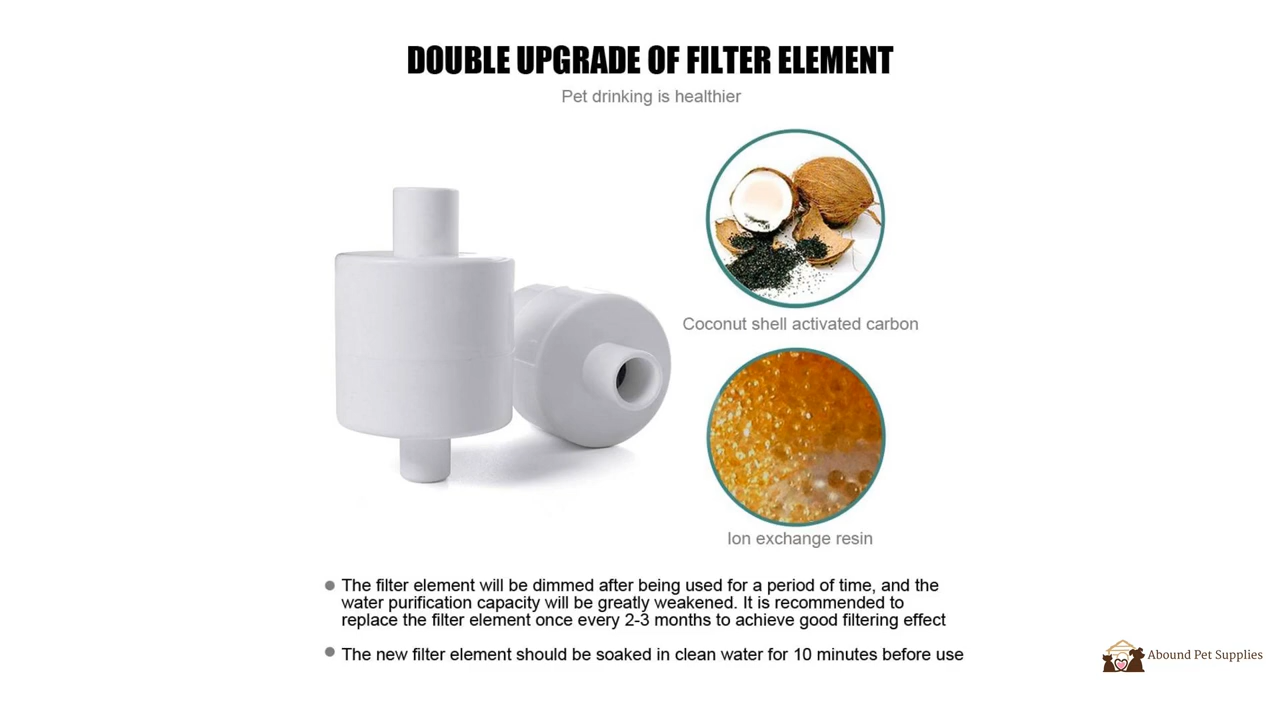 DOUBLE UPGRADE OF FILTER ELEMENT
Pet drinking is healthier
Coconut shell activated carbon
Ion exchange resin
The filter element will be dimmed after being used for a period of time, and the
water purification capacity will be greatly weakened. It is recommended to
replace the filter element once every 2-3 months to achieve good filtering effect
The new filter element should be soaked in clean water for 10 minutes before use
Abound Pet Supplies